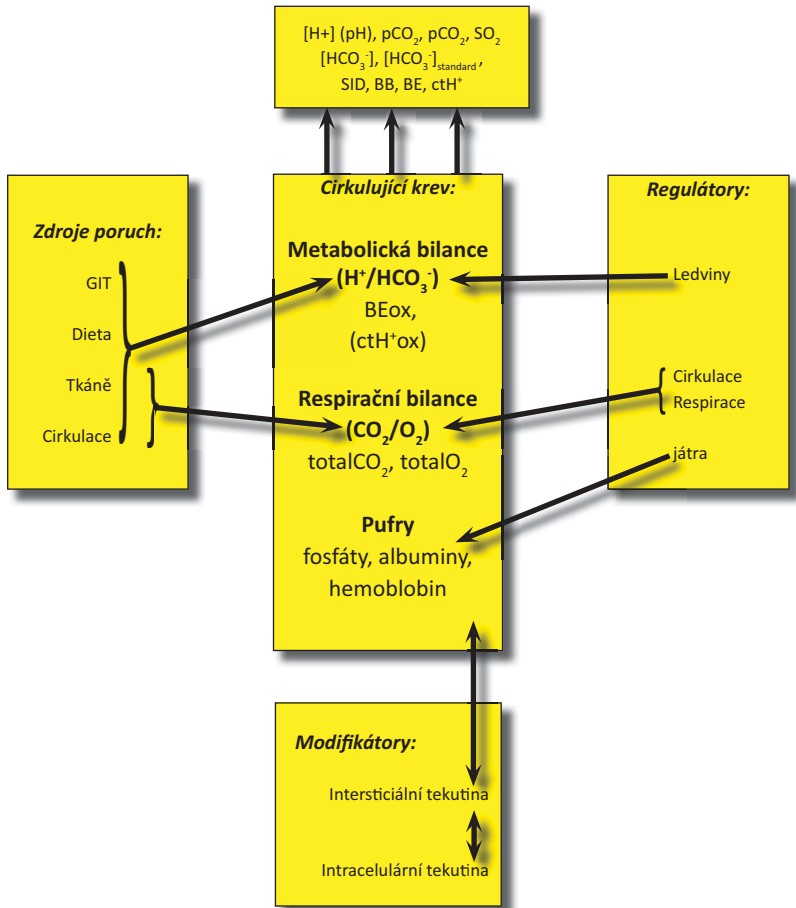 [H+] (pH), pCO₂, pCO₂, SO₂
[HCO₃⁻], [HCO₃⁻]standard ,
SID, BB, BE, ctH⁺
Zdroje poruch:
GIT
Dieta
Tkáně
Cirkulace
Cirkulující krev:
Metabolická bilance
(H⁺/HCO₃⁻)
BEox,
(ctH⁺ox)
Respirační bilance
(CO₂/O₂)
totalCO₂, totalO₂
Pufry
fosfáty, albuminy,
hemoblobin
Regulátory:
Ledviny
Cirkulace
Respirace
játra
Modifikátory:
Intersticiální tekutina
Intracelulární tekutina